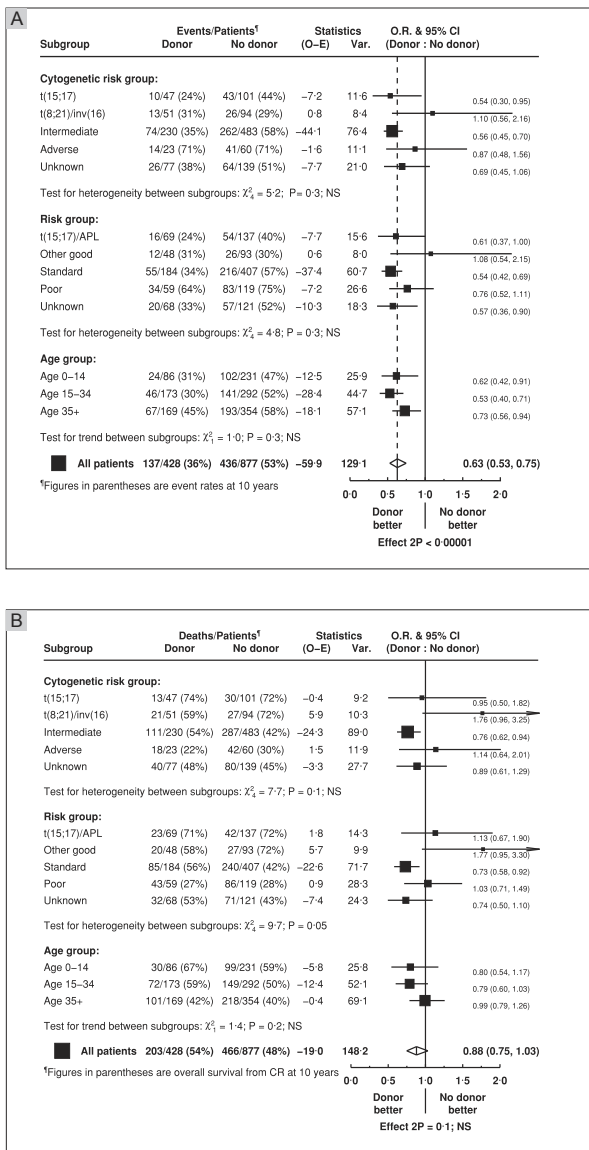 A
Events/Patients¶ Statistics O.R. & 95% CI
Subgroup Donor No donor (O−E) Var. (Donor : No donor)
Cytogenetic risk group:
t(15;17) 10/47 (24%) 43/101 (44%) −7·2 11·6 0.54 (0.30, 0.95)
t(8;21)/inv(16) 13/51 (31%) 26/94 (29%) 0·8 8·4 1.10 (0.56, 2.16)
Intermediate 74/230 (35%) 262/483 (58%) −44·1 76·4 0.56 (0.45, 0.70)
Adverse 14/23 (71%) 41/60 (71%) −1·6 11·1 0.87 (0.48, 1.56)
Unknown 26/77 (38%) 64/139 (51%) −7·7 21·0 0.69 (0.45, 1.06)
Test for heterogeneity between subgroups: χ²₄ = 5·2; P= 0·3; NS
Risk group:
t(15;17)/APL 16/69 (24%) 54/137 (40%) −7·7 15·6 0.61 (0.37, 1.00)
Other good 12/48 (31%) 26/93 (30%) 0·6 8·0 1.08 (0.54, 2.15)
Standard 55/184 (34%) 216/407 (57%) −37·4 60·7 0.54 (0.42, 0.69)
Poor 34/59 (64%) 83/119 (75%) −7·2 26·6 0.76 (0.52, 1.11)
Unknown 20/68 (33%) 57/121 (52%) −10·3 18·3 0.57 (0.36, 0.90)
Test for heterogeneity between subgroups: χ²₄ = 4·8; P = 0·3; NS
Age group:
Age 0−14 24/86 (31%) 102/231 (47%) −12·5 25·9 0.62 (0.42, 0.91)
Age 15−34 46/173 (30%) 141/292 (52%) −28·4 44·7 0.53 (0.40, 0.71)
Age 35+ 67/169 (45%) 193/354 (58%) −18·1 57·1 0.73 (0.56, 0.94)
Test for trend between subgroups: χ²₁ = 1·0; P = 0·3; NS
All patients 137/428 (36%) 436/877 (53%) −59·9 129·1 0.63 (0.53, 0.75)
¶Figures in parentheses are event rates at 10 years
0·0 0·5 1·0 1·5 2·0
Donor No donor
better better
Effect 2P < 0·00001
B
Deaths/Patients¶ Statistics O.R. & 95% CI
Subgroup Donor No donor (O−E) Var. (Donor : No donor)
Cytogenetic risk group:
t(15;17) 13/47 (74%) 30/101 (72%) −0·4 9·2 0.95 (0.50, 1.82)
t(8;21)/inv(16) 21/51 (59%) 27/94 (72%) 5·9 10·3 1.76 (0.96, 3.25)
Intermediate 111/230 (54%) 287/483 (42%) −24·3 89·0 0.76 (0.62, 0.94)
Adverse 18/23 (22%) 42/60 (30%) 1·5 11·9 1.14 (0.64, 2.01)
Unknown 40/77 (48%) 80/139 (45%) −3·3 27·7 0.89 (0.61, 1.29)
Test for heterogeneity between subgroups: χ²₄ = 7·7; P = 0·1; NS
Risk group:
t(15;17)/APL 23/69 (71%) 42/137 (72%) 1·8 14·3 1.13 (0.67, 1.90)
Other good 20/48 (58%) 27/93 (72%) 5·7 9·9 1.77 (0.95, 3.30)
Standard 85/184 (56%) 240/407 (42%) −22·6 71·7 0.73 (0.58, 0.92)
Poor 43/59 (27%) 86/119 (28%) 0·9 28·3 1.03 (0.71, 1.49)
Unknown 32/68 (53%) 71/121 (43%) −7·4 24·3 0.74 (0.50, 1.10)
Test for heterogeneity between subgroups: χ²₄ = 9·7; P = 0·05
Age group:
Age 0−14 30/86 (67%) 99/231 (59%) −5·8 25·8 0.80 (0.54, 1.17)
Age 15−34 72/173 (59%) 149/292 (50%) −12·4 52·1 0.79 (0.60, 1.03)
Age 35+ 101/169 (42%) 218/354 (40%) −0·4 69·1 0.99 (0.79, 1.26)
Test for trend between subgroups: χ²₁ = 1·4; P = 0·2; NS
All patients 203/428 (54%) 466/877 (48%) −19·0 148·2 0.88 (0.75, 1.03)
¶Figures in parentheses are overall survival from CR at 10 years
0·0 0·5 1·0 1·5 2·0
Donor No donor
better better
Effect 2P = 0·1; NS